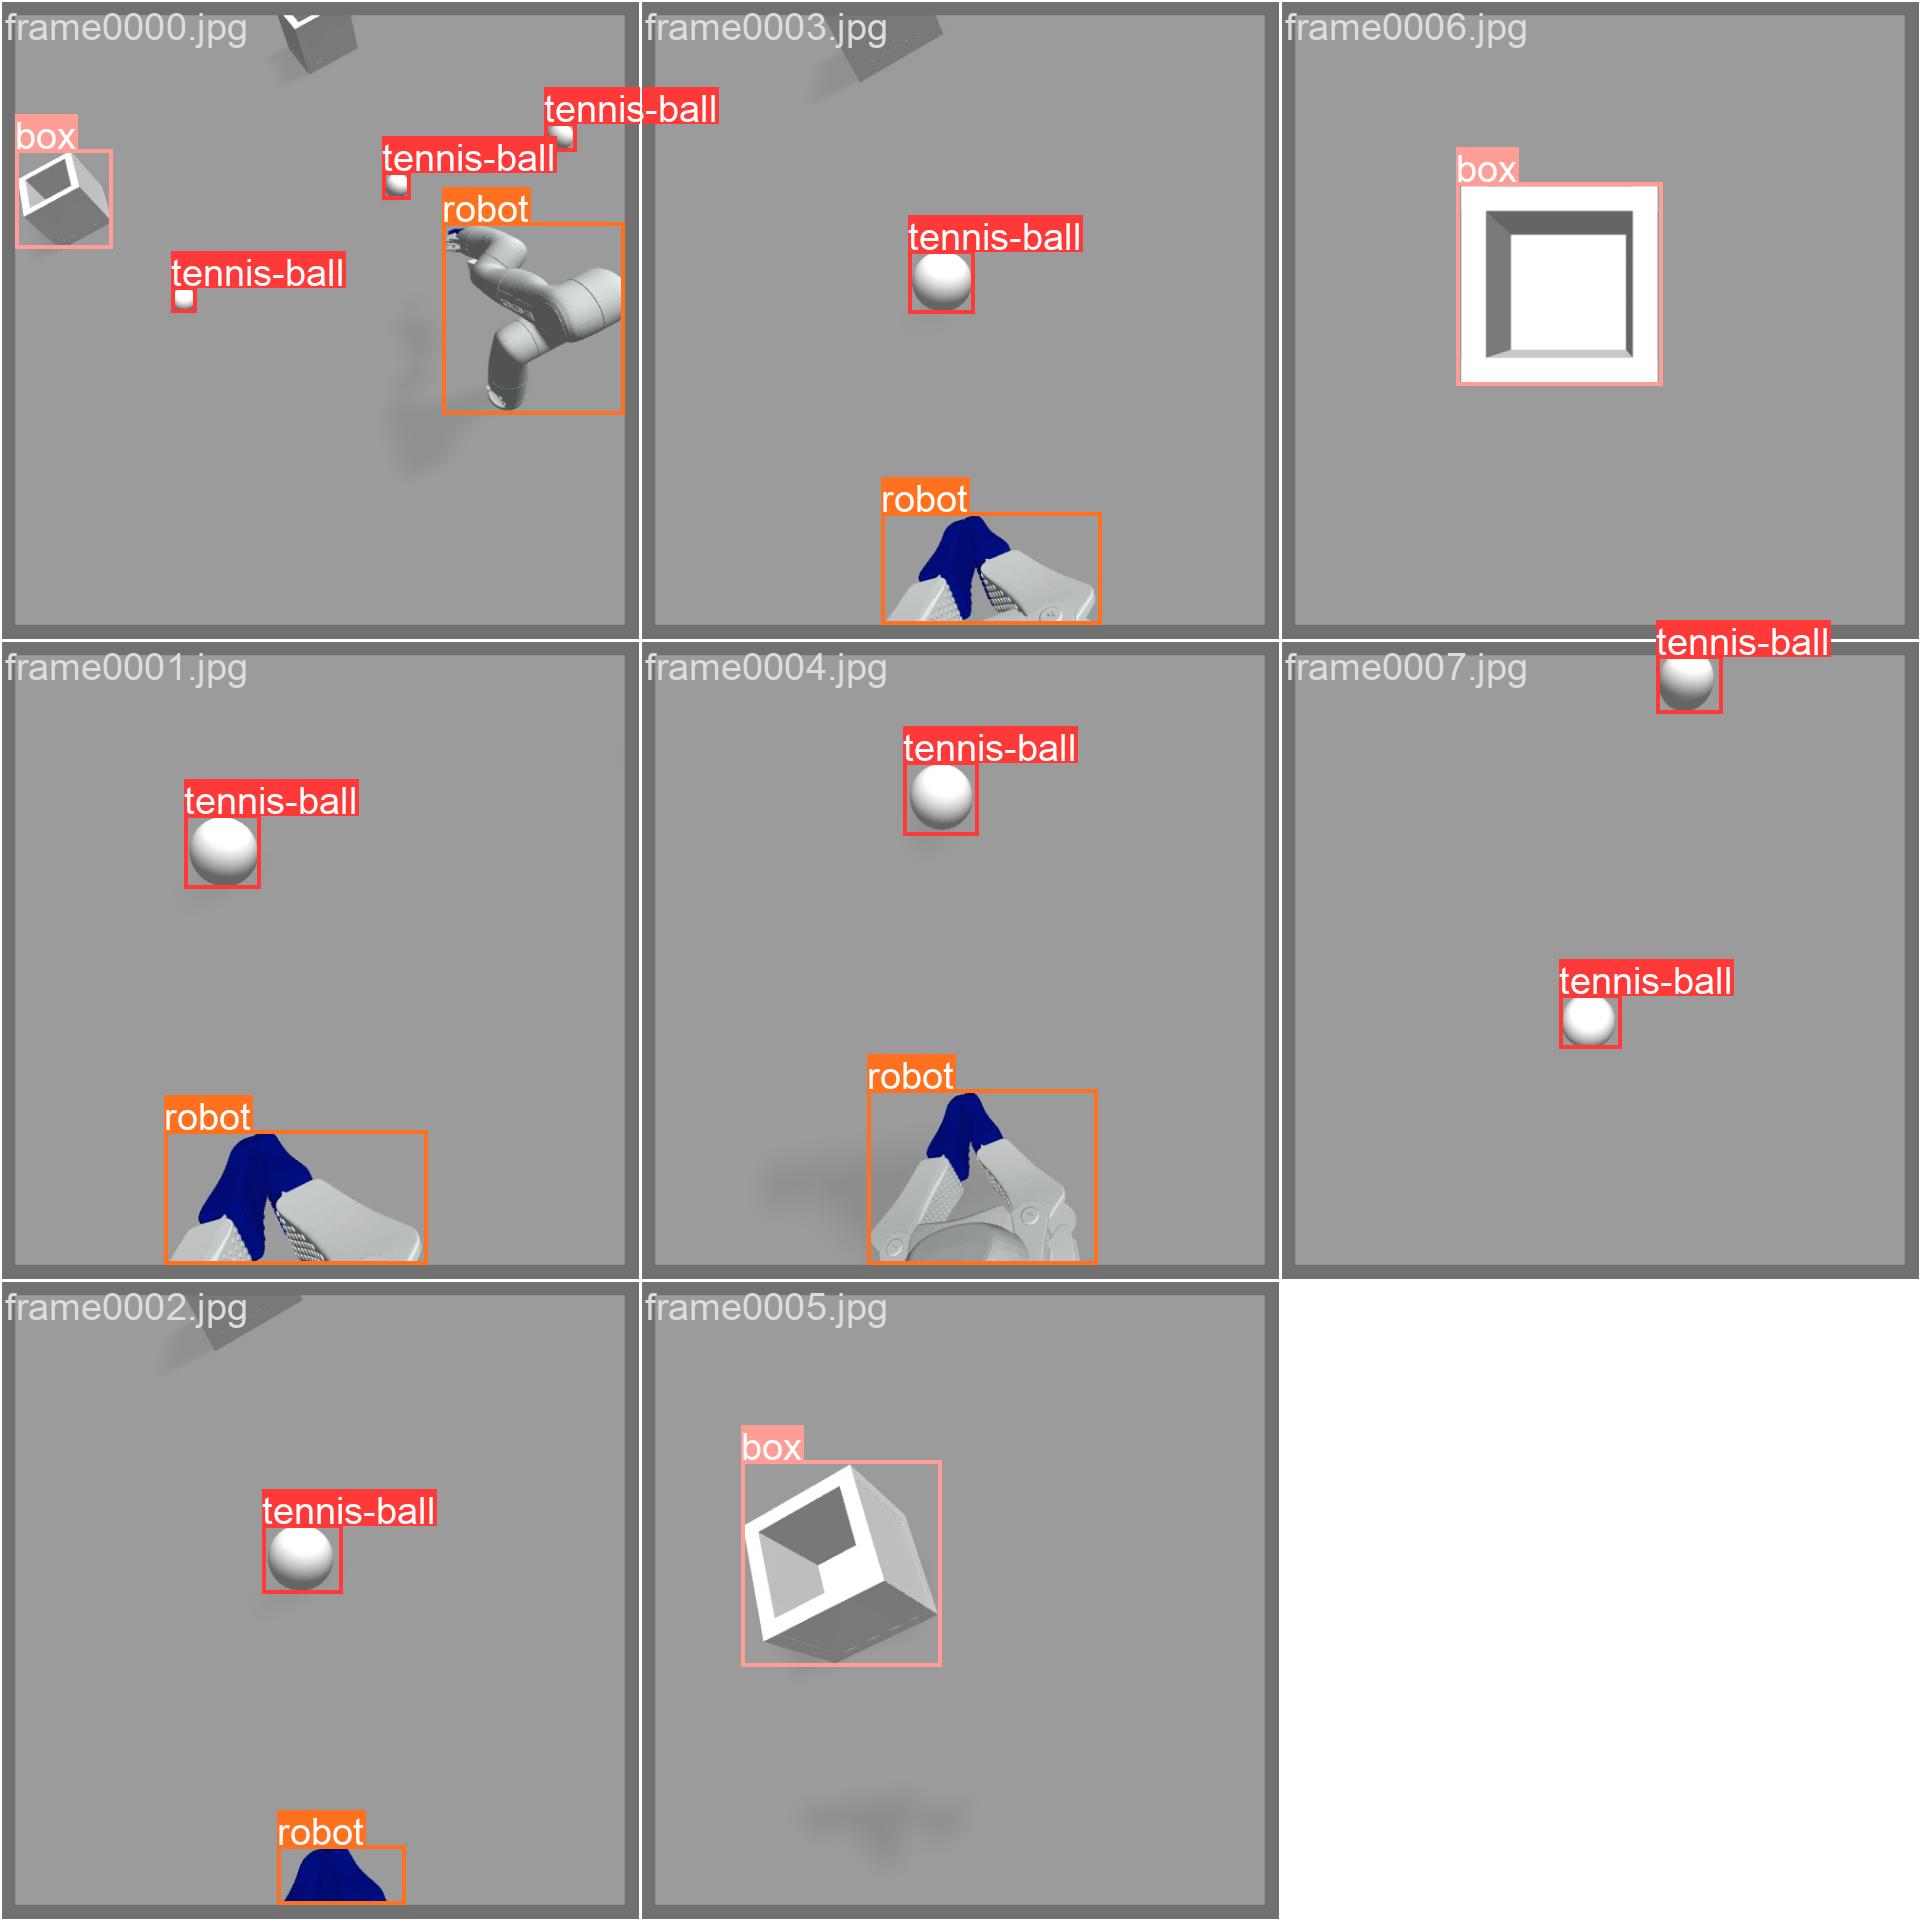 frame0000.jpg
box
tennis-ball
tennis-ball
robot
tennis-ball
frame0003.jpg
tennis-ball
robot
frame0006.jpg
box
frame0001.jpg
tennis-ball
robot
frame0004.jpg
tennis-ball
robot
frame0007.jpg
tennis-ball
tennis-ball
frame0002.jpg
tennis-ball
robot
frame0005.jpg
box